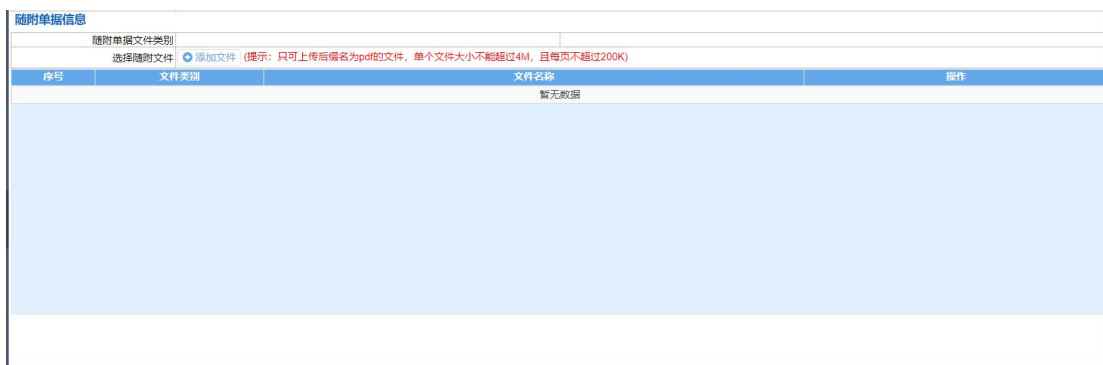 随附单据信息
随附单据文件类别
选择随附文件 添加文件 (提示：只可上传后缀名为pdf的文件，单个文件大小不能超过4M，且每页不超过200K)
序号 文件类别 文件名称 操作
暂无数据